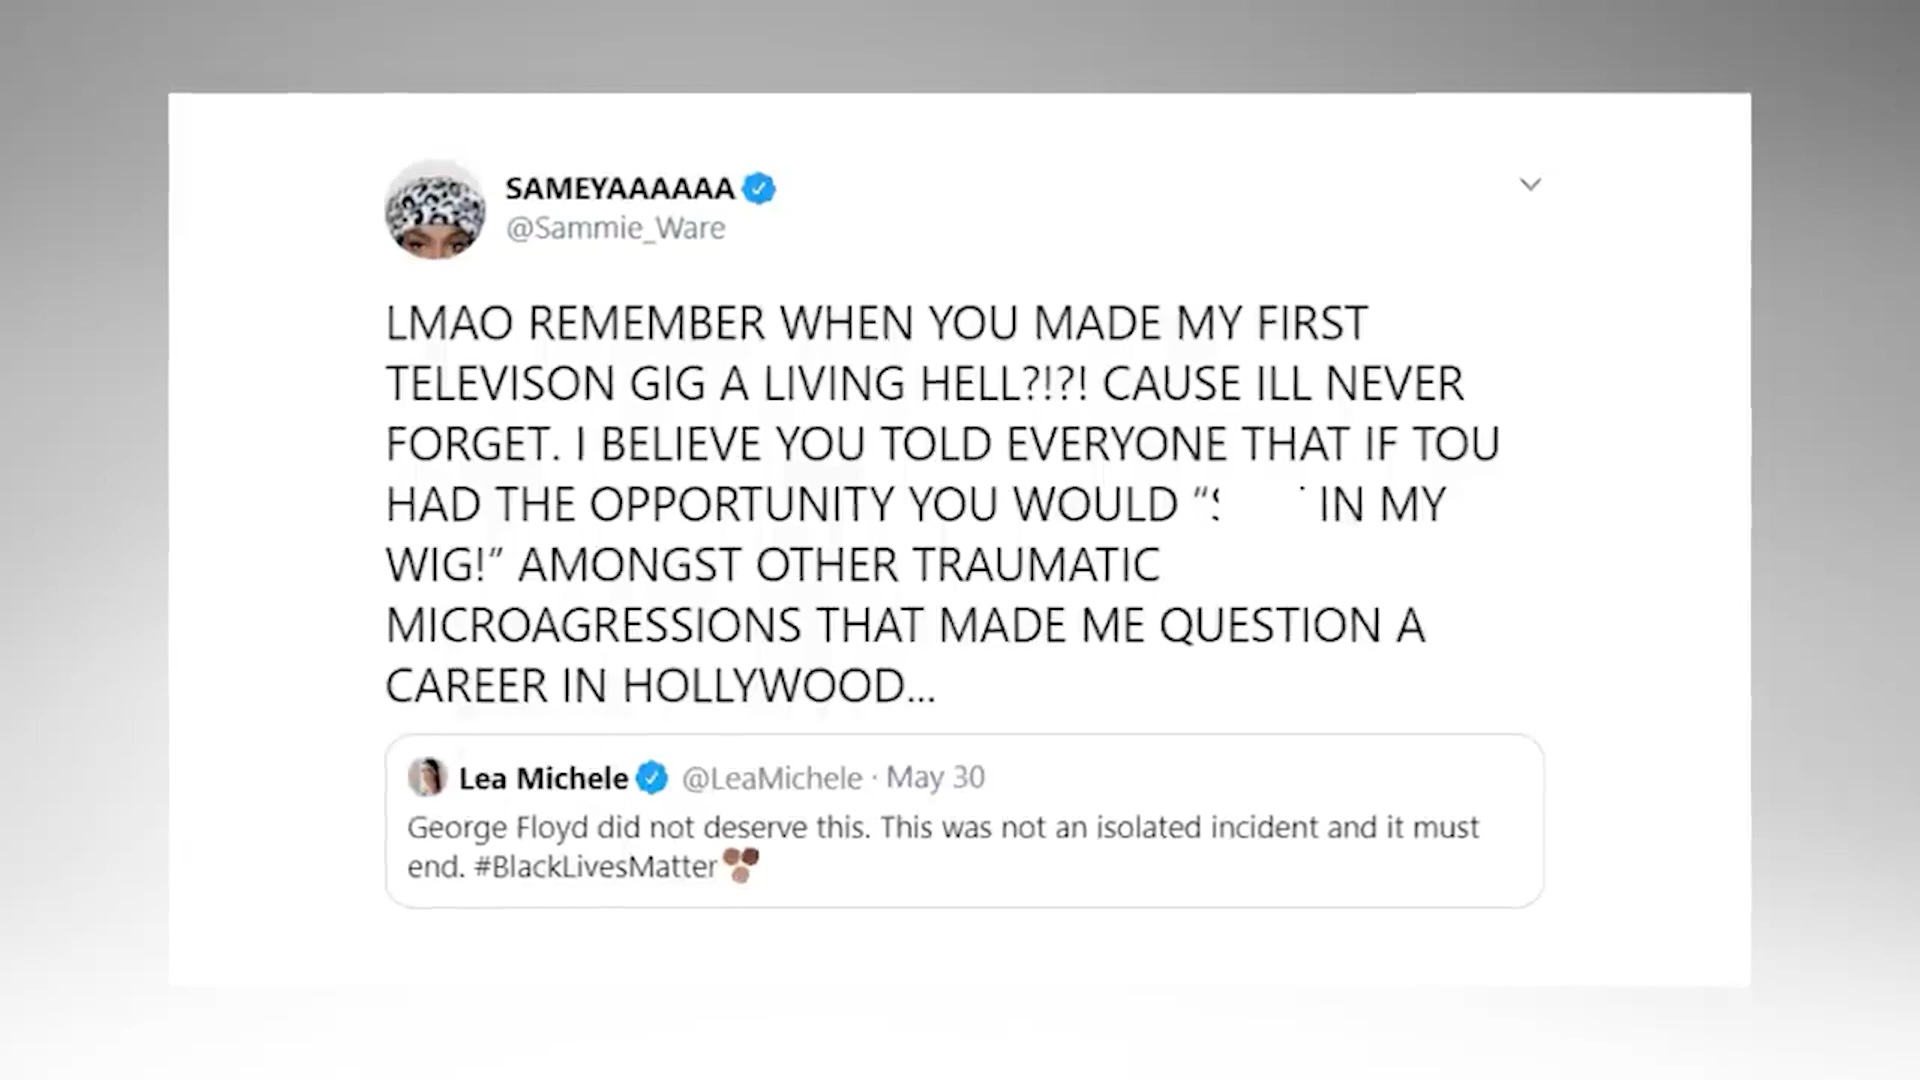 SAMEYAAAAAA
@Sammie_Ware
LMAO REMEMBER WHEN YOU MADE MY FIRST
TELEVISON GIG A LIVING HELL?!?! CAUSE ILL NEVER
FORGET. I BELIEVE YOU TOLD EVERYONE THAT IF TOU
HAD THE OPPORTUNITY YOU WOULD “ IN MY
WIG!” AMONGST OTHER TRAUMATIC
MICROAGRESSIONS THAT MADE ME QUESTION A
CAREER IN HOLLYWOOD...
Lea Michele @LeaMichele · May 30
George Floyd did not deserve this. This was not an isolated incident and it must
end. #BlackLivesMatter